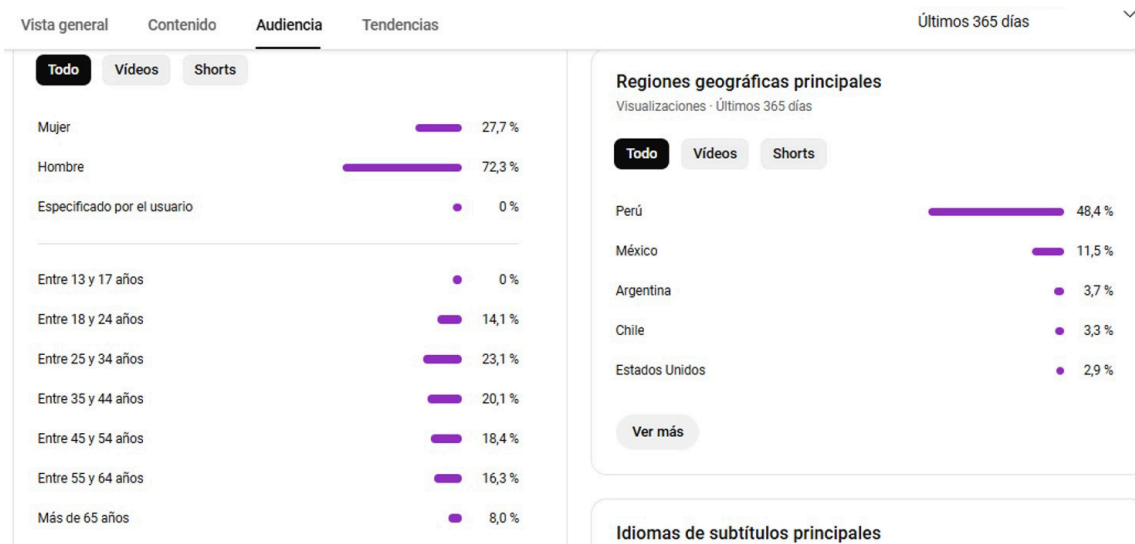 Vista general Contenido Audiencia Tendencias Últimos 365 días
Todo Vídeos Shorts
Mujer 27,7 %
Hombre 72,3 %
Especificado por el usuario 0 %
Entre 13 y 17 años 0 %
Entre 18 y 24 años 14,1 %
Entre 25 y 34 años 23,1 %
Entre 35 y 44 años 20,1 %
Entre 45 y 54 años 18,4 %
Entre 55 y 64 años 16,3 %
Más de 65 años 8,0 %
Regiones geográficas principales
Visualizaciones · Últimos 365 días
Todo Vídeos Shorts
Perú 48,4 %
México 11,5 %
Argentina 3,7 %
Chile 3,3 %
Estados Unidos 2,9 %
Ver más
Idiomas de subtítulos principales